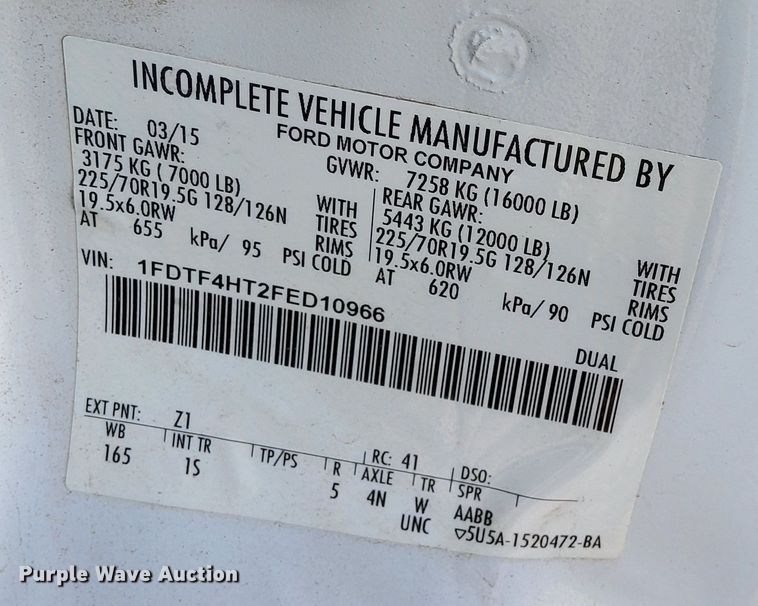 INCOMPLETE VEHICLE MANUFACTURED BY
FORD MOTOR COMPANY
DATE: 03/15 GVWR: 7258 KG (16000 LB)
FRONT GAWR: REAR GAWR:
3175 KG ( 7000 LB) 5443 KG (12000 LB)
225/70R19.5G 128/126N WITH TIRES 225/70R19.5G 128/126N WITH TIRES
19.5x6.0RW RIMS 19.5x6.0RW RIMS
AT 655 kPa/ 95 PSI COLD AT 620 kPa/ 90 PSI COLD
VIN: 1FDTF4HT2FED10966
DUAL
EXT PNT: Z1 RC: 41 DSO:
WB INT TR TP/PS R AXLE TR SPR
165 1S 5 4N W AABB
UNC ▽5U5A-1520472-BA
Purple Wave Auction